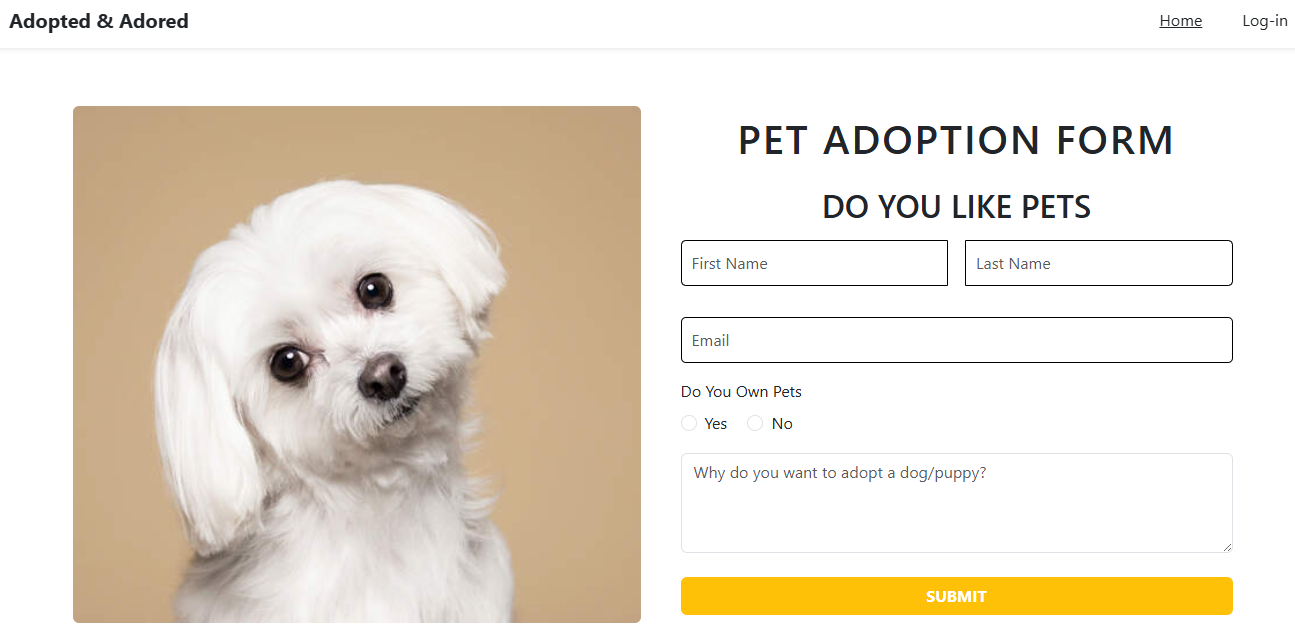 Adopted & Adored
Home
Log-in
PET ADOPTION FORM
DO YOU LIKE PETS
First Name
Last Name
Email
Do You Own Pets
Yes
No
Why do you want to adopt a dog/puppy?
SUBMIT